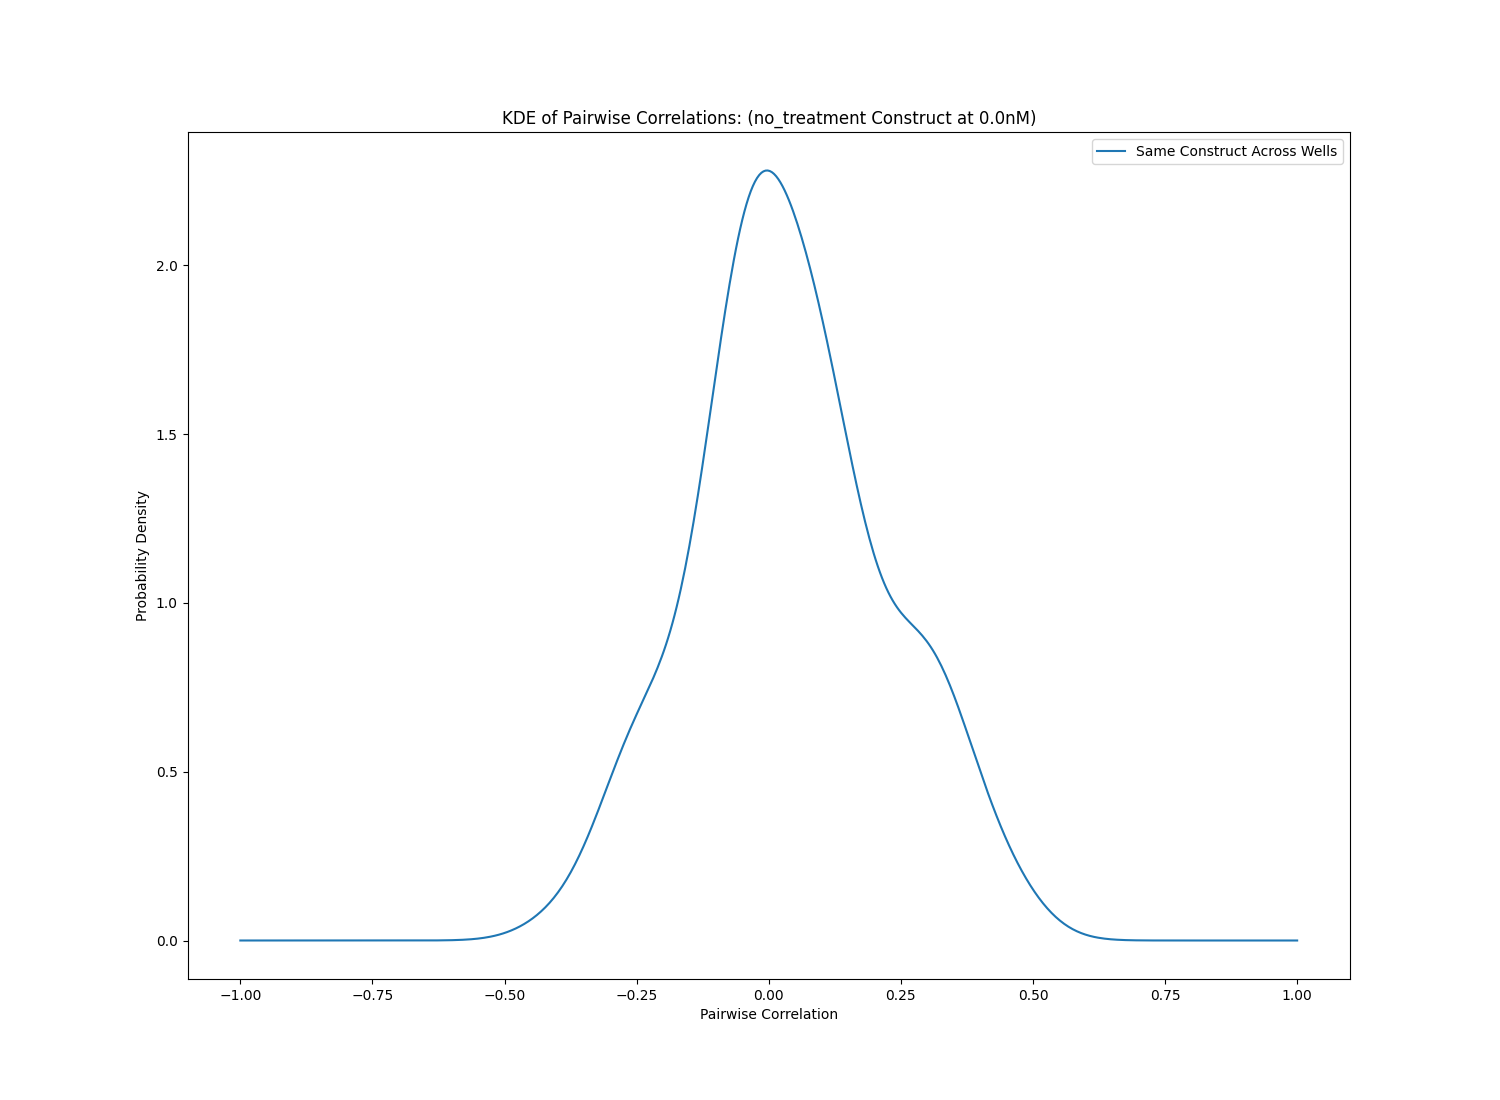 KDE of Pairwise Correlations: (no_treatment Construct at 0.0nM)
Same Construct Across Wells
2.0
1.5
1.0
0.5
0.0
Probability Density
−1.00 −0.75 −0.50 −0.25 0.00 0.25 0.50 0.75 1.00
Pairwise Correlation